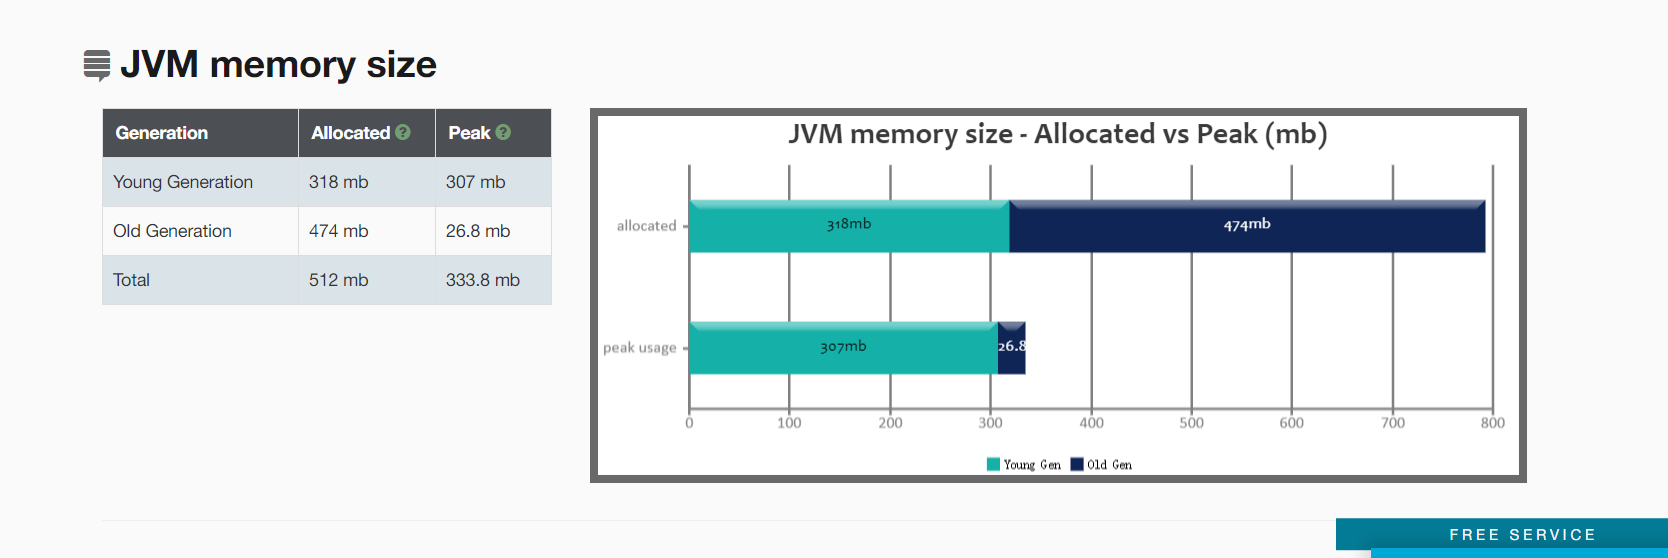 JVM memory size
Generation Allocated ? Peak ?
Young Generation 318 mb 307 mb
Old Generation 474 mb 26.8 mb
Total 512 mb 333.8 mb
JVM memory size - Allocated vs Peak (mb)
allocated 318mb 474mb
peak usage 307mb 26.8
0 100 200 300 400 500 600 700 800
Young Gen Old Gen
FREE SERVICE